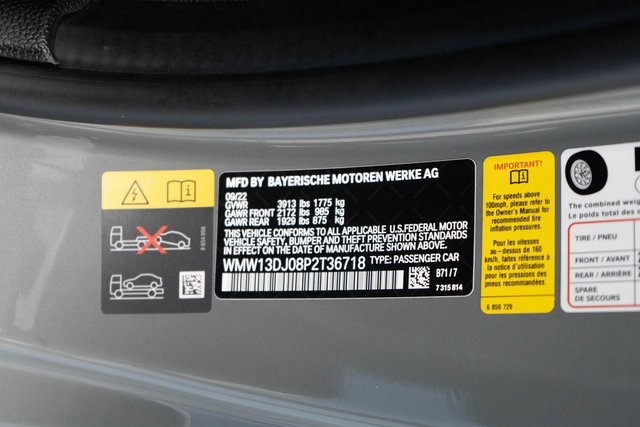 MFD BY BAYERISCHE MOTOREN WERKE AG
09/22
GVWR 3913 lbs 1775 kg
GAWR FRONT 2172 lbs 985 kg
GAWR REAR 1929 lbs 875 kg
THIS VEHICLE CONFORMS TO ALL APPLICABLE U.S.FEDERAL MOTOR
VEHICLE SAFETY, BUMPER, AND THEFT PREVENTION STANDARDS
IN EFFECT ON THE DATE OF MANUFACTURE SHOWN ABOVE.
WMW13DJ08P2T36718 TYPE: PASSENGER CAR
B71 / 7
7 315 814
IMPORTANT!
For speeds above
100mph, please refer to
the Owner's Manual for
recommended tire
inflation pressures.
Pour les vitesses
au-dessus de 160
km/h, faites référence à
la notice d'utilisation
pour les pressions de
pneu recommandées.
6 859 729
The combined weig
Le poids total des
TIRE / PNEU
FRONT / AVANT
REAR / ARRIÈRE
SPARE
DE SECOURS